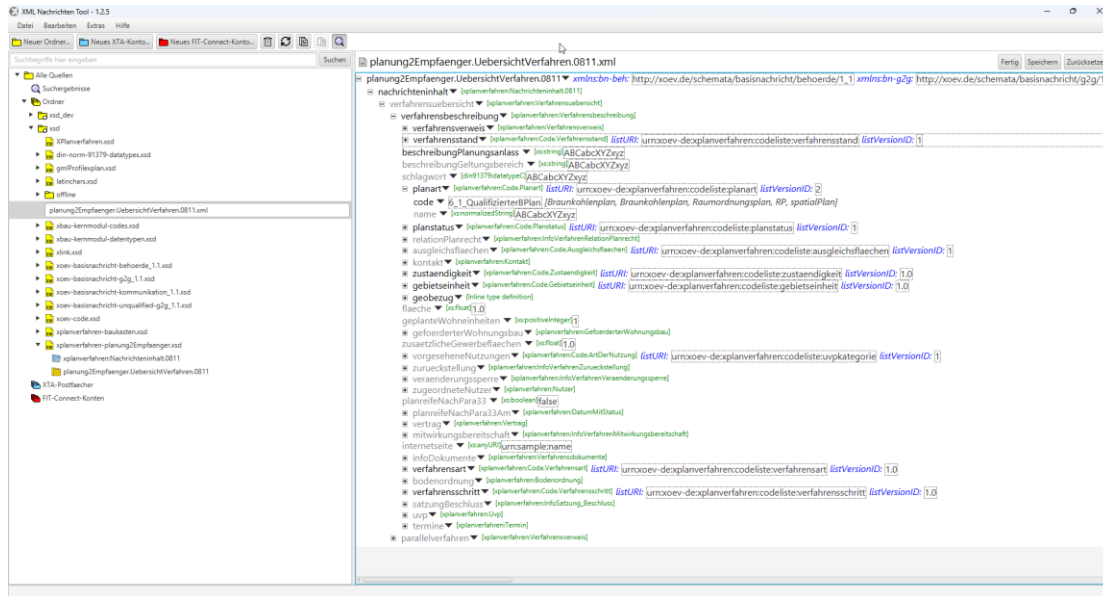 XML Nachrichten Tool - 1.2.5
Datei Bearbeiten Extras Hilfe
Neuer Ordner... Neues XTA-Konto... Neues FIT-Connect-Konto...
Suchbegriffe hier eingeben Suchen
Alle Quellen
Suchergebnisse
Ordner
xsd_dev
xsd
XPlanverfahren.xsd
din-norm-91379-datatypes.xsd
gmlProfilexplan.xsd
latinchars.xsd
offline
planung2Empfaenger.UebersichtVerfahren.0811.xml
xbau-kernmodul-codes.xsd
xbau-kernmodul-datentypen.xsd
xlink.xsd
xoev-basisnachricht-behoerde_1.1.xsd
xoev-basisnachricht-g2g_1.1.xsd
xoev-basisnachricht-kommunikation_1.1.xsd
xoev-basisnachricht-unqualified-g2g_1.1.xsd
xoev-code.xsd
xplanverfahren-baukasten.xsd
xplanverfahren-planung2Empfaenger.xsd
xplanverfahren:Nachrichteninhalt.0811
planung2Empfaenger.UebersichtVerfahren.0811
XTA-Postfaecher
FIT-Connect-Konten
planung2Empfaenger.UebersichtVerfahren.0811.xml Fertig Speichern Zurücksetze
planung2Empfaenger.UebersichtVerfahren.0811 xmlns:bn-beh: http://xoev.de/schemata/basisnachricht/behoerde/1_1 xmlns:bn-g2g: http://xoev.de/schemata/basisnachricht/g2g/1
nachrichteninhalt [xplanverfahren:Nachrichteninhalt.0811]
verfahrensuebersicht [xplanverfahren:Verfahrensuebersicht]
verfahrensbeschreibung [xplanverfahren:Verfahrensbeschreibung]
verfahrensverweis [xplanverfahren:Verfahrensverweis]
verfahrensstand [xplanverfahren:Code.Verfahrensstand] listURI: urn:xoev-de:xplanverfahren:codeliste:verfahrensstand listVersionID: 1
beschreibungPlanungsanlass [xs:string] ABCabcXYZxyz
beschreibungGeltungsbereich [xs:string] ABCabcXYZxyz
schlagwort [din91379:datatypeC] ABCabcXYZxyz
planart [xplanverfahren:Code.Planart] listURI: urn:xoev-de:xplanverfahren:codeliste:planart listVersionID: 2
code 6_1_QualifizierterBPlan [Braunkohlenplan, Braunkohlenplan, Raumordnungsplan, RP, spatialPlan]
name [xs:normalizedString] ABCabcXYZxyz
planstatus [xplanverfahren:Code.Planstatus] listURI: urn:xoev-de:xplanverfahren:codeliste:planstatus listVersionID: 1
relationPlanrecht [xplanverfahren:InfoVerfahrenRelationPlanrecht]
ausgleichsflaechen [xplanverfahren:Code.Ausgleichsflaechen] listURI: urn:xoev-de:xplanverfahren:codeliste:ausgleichsflaechen listVersionID: 1
kontakt [xplanverfahren:Kontakt]
zustaendigkeit [xplanverfahren:Code.Zustaendigkeit] listURI: urn:xoev-de:xplanverfahren:codeliste:zustaendigkeit listVersionID: 1.0
gebietseinheit [xplanverfahren:Code.Gebietseinheit] listURI: urn:xoev-de:xplanverfahren:codeliste:gebietseinheit listVersionID: 1.0
geobezug [Inline type definition]
flaeche [xs:float] 1.0
geplanteWohneinheiten [xs:positiveInteger] 1
gefoerderterWohnungsbau [xplanverfahren:GefoerderterWohnungsbau]
zusaetzlicheGewerbeflaechen [xs:float] 1.0
vorgeseheneNutzungen [xplanverfahren:Code.ArtDerNutzung] listURI: urn:xoev-de:xplanverfahren:codeliste:uvpkategorie listVersionID: 1
zurueckstellung [xplanverfahren:InfoVerfahrenZurueckstellung]
veraenderungssperre [xplanverfahren:InfoVerfahrenVeraenderungssperre]
zugeordneteNutzer [xplanverfahren:Nutzer]
planreifeNachPara33 [xs:boolean] false
planreifeNachPara33Am [xplanverfahren:DatumMitStatus]
vertrag [xplanverfahren:Vertrag]
mitwirkungsbereitschaft [xplanverfahren:InfoVerfahrenMitwirkungsbereitschaft]
internetseite [xs:anyURI] urn:sample:name
infoDokumente [xplanverfahren:Verfahrensdokumente]
verfahrensart [xplanverfahren:Code.Verfahrensart] listURI: urn:xoev-de:xplanverfahren:codeliste:verfahrensart listVersionID: 1.0
bodenordnung [xplanverfahren:Bodenordnung]
verfahrensschritt [xplanverfahren:Code.Verfahrensschritt] listURI: urn:xoev-de:xplanverfahren:codeliste:verfahrensschritt listVersionID: 1.0
satzungBeschluss [xplanverfahren:InfoSatzung_Beschluss]
uvp [xplanverfahren:Uvp]
termine [xplanverfahren:Termin]
parallelverfahren [xplanverfahren:Verfahrensverweis]